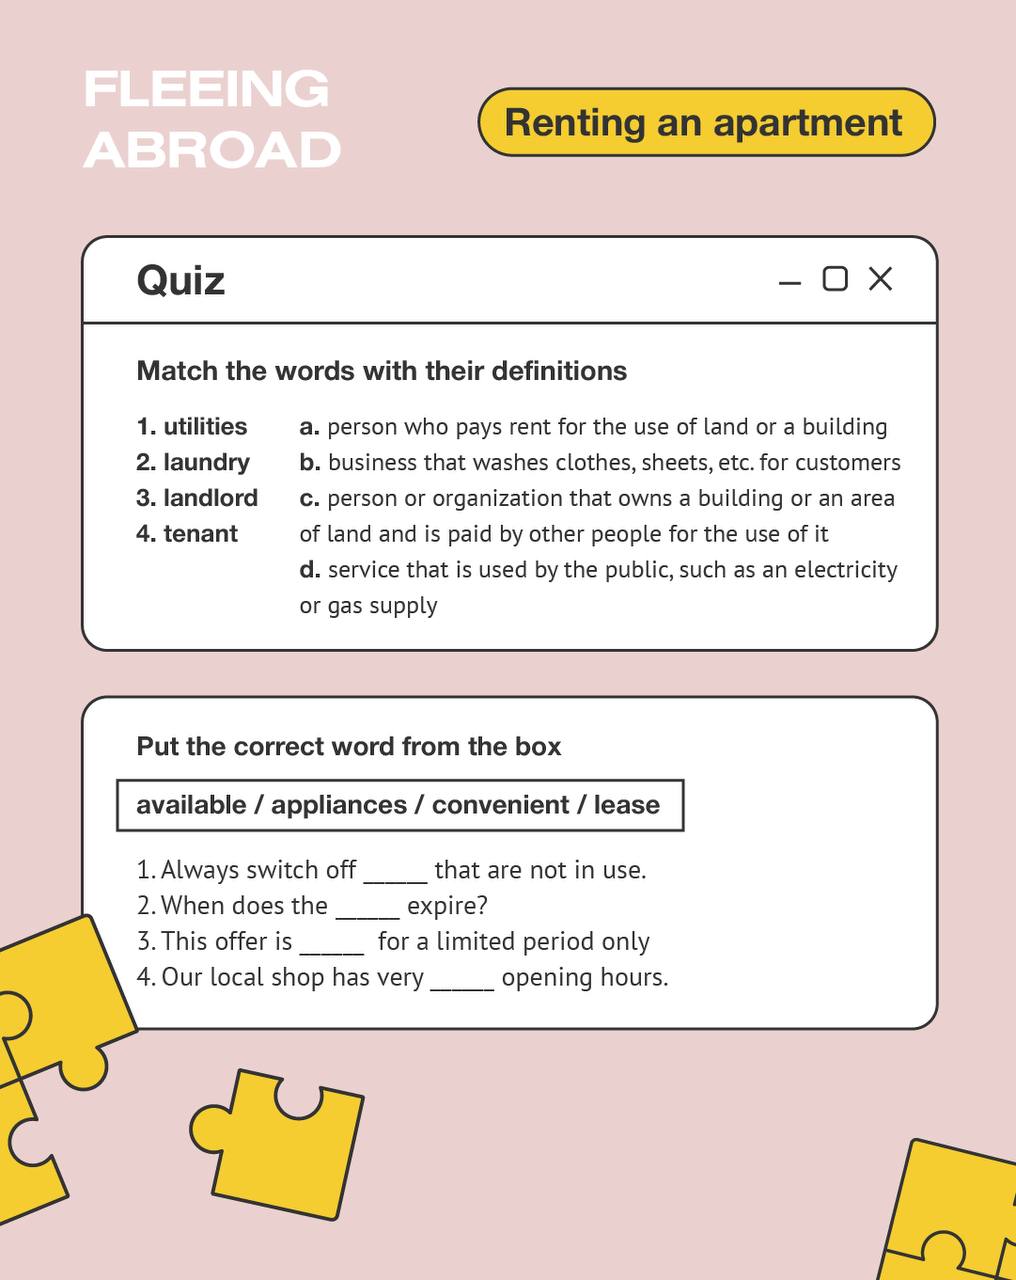 FLEEING
ABROAD
Renting an apartment
Quiz
Match the words with their definitions
1. utilities
2. laundry
3. landlord
4. tenant
a. person who pays rent for the use of land or a building
b. business that washes clothes, sheets, etc. for customers
c. person or organization that owns a building or an area
of land and is paid by other people for the use of it
d. service that is used by the public, such as an electricity
or gas supply
Put the correct word from the box
available / appliances / convenient / lease
1. Always switch off ______ that are not in use.
2. When does the ______ expire?
3. This offer is ______ for a limited period only
4. Our local shop has very ______ opening hours.